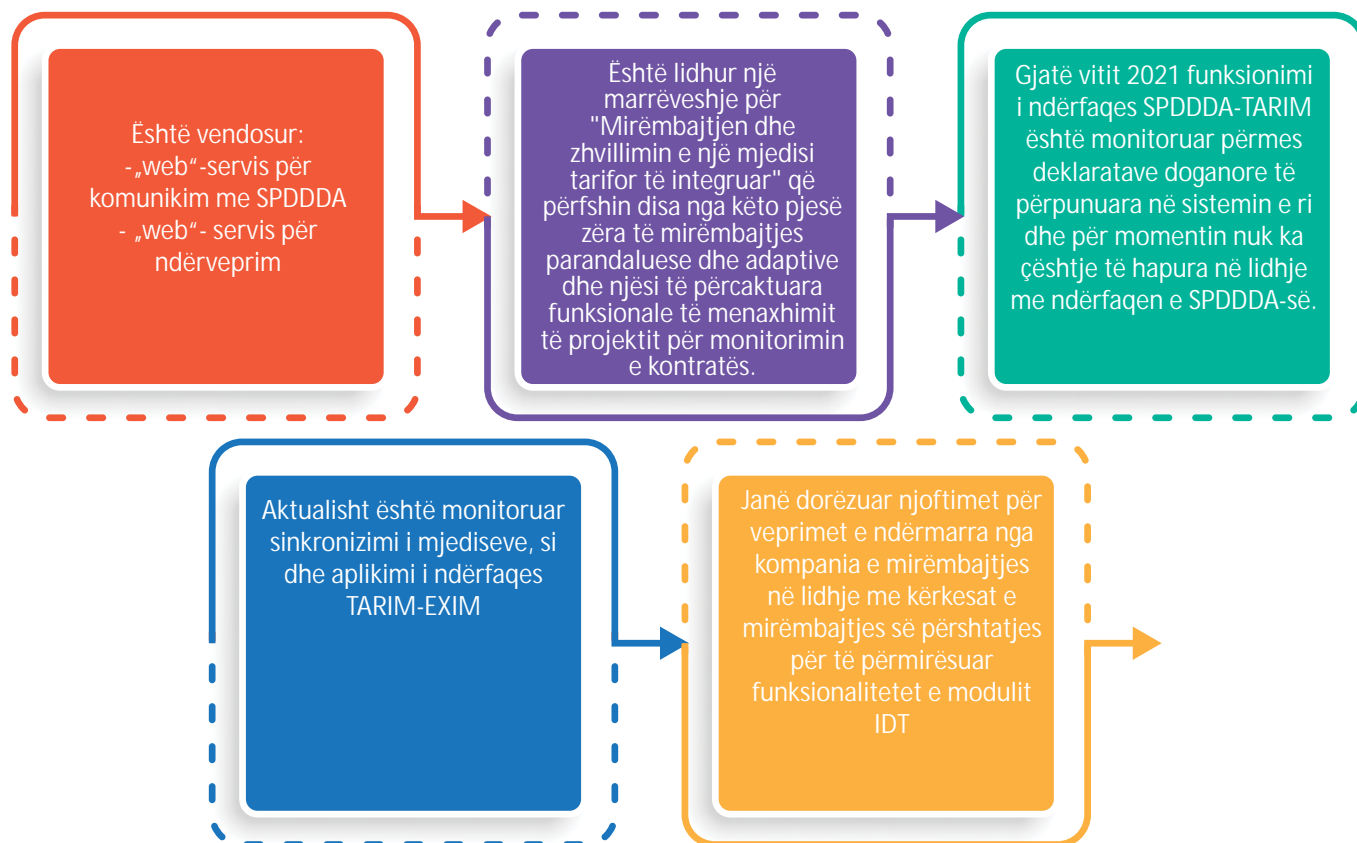 Është vendosur:
-„web“-servis për
komunikim me SPDDDA
- „web“- servis për
ndërveprim
Është lidhur një
marrëveshje për
"Mirëmbajtjen dhe
zhvillimin e një mjedisi
tarifor të integruar" që
përfshin disa nga këto pjesë
zëra të mirëmbajtjes
parandaluese dhe adaptive
dhe njësi të përcaktuara
funksionale të menaxhimit
të projektit për monitorimin
e kontratës.
Gjatë vitit 2021 funksionimi
i ndërfaqes SPDDDA-TARIM
është monitoruar përmes
deklaratave doganore të
përpunuara në sistemin e ri
dhe për momentin nuk ka
çështje të hapura në lidhje
me ndërfaqen e SPDDDA-së.
Aktualisht është monitoruar
sinkronizimi i mjediseve, si
dhe aplikimi i ndërfaqes
TARIM-EXIM
Janë dorëzuar njoftimet për
veprimet e ndërmarra nga
kompania e mirëmbajtjes
në lidhje me kërkesat e
mirëmbajtjes së përshtatjes
për të përmirësuar
funksionalitetet e modulit
IDT